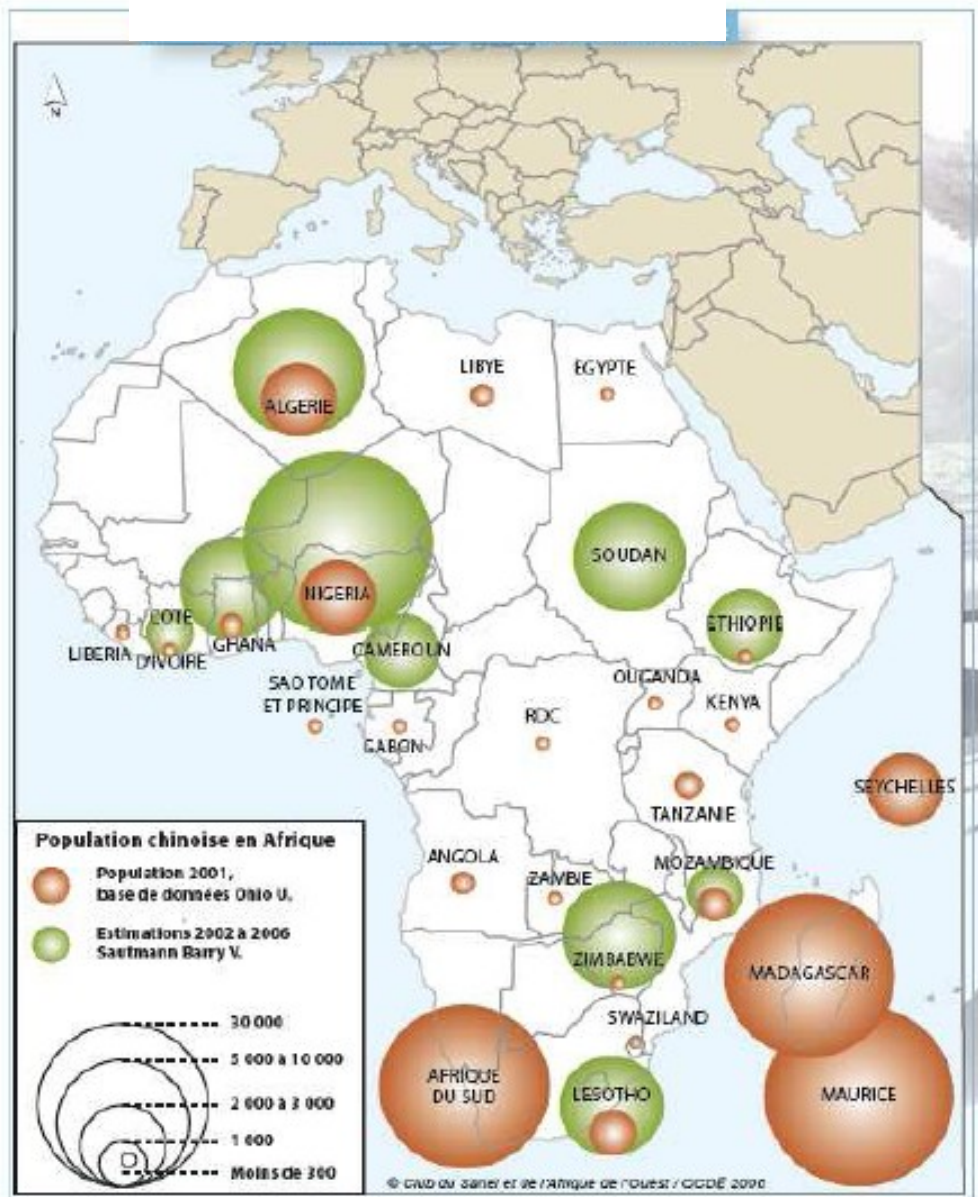 N
LIBYE
EGYPTE
ALGERIE
SOUDAN
NIGERIA
ETHIOPIE
COTE
D'IVOIRE
GHANA
LIBERIA
CAMEROUN
SAO TOME
ET PRINCIPE
GABON
OUGANDA
KENYA
RDC
SEYCHELLES
TANZANIE
ANGOLA
ZAMBIE
MOZAMBIQUE
ZIMBABWE
MADAGASCAR
SWAZILAND
AFRIQUE
DU SUD
LESOTHO
MAURICE
Population chinoise en Afrique
Population 2001,
base de données Ohio U.
Estimations 2002 à 2006
Sautmann Barry V.
30 000
5 000 à 10 000
2 000 à 3 000
1 000
Moins de 300
© Club du Sahel et de l'Afrique de l'Ouest / OCDE 2006